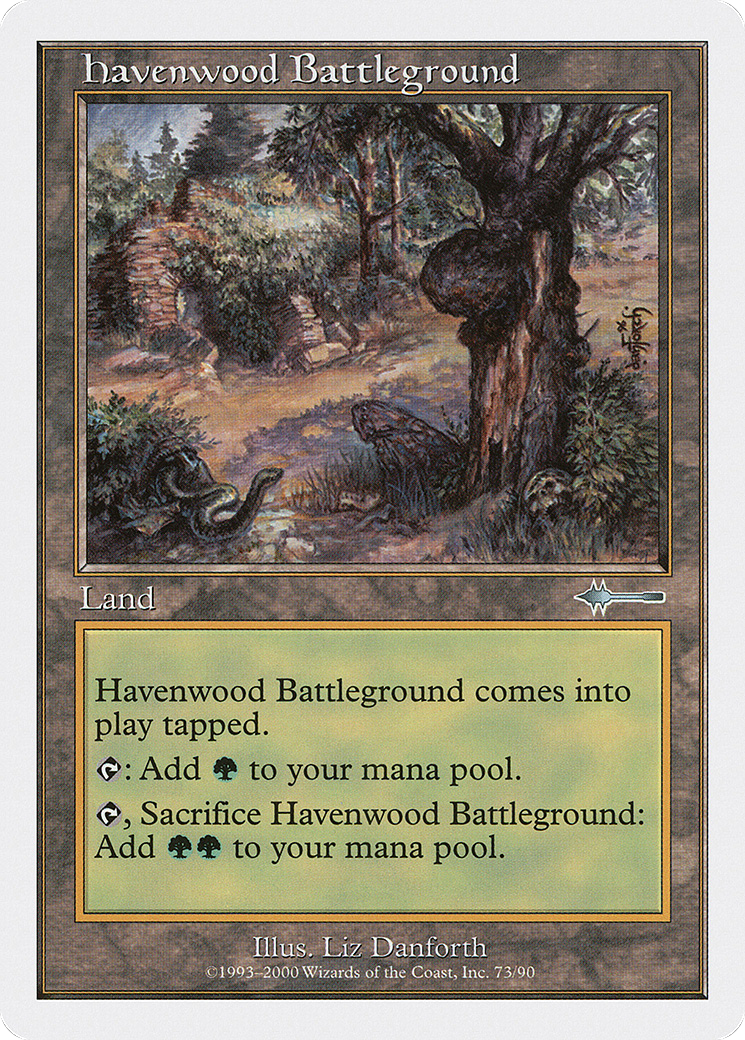 Havenwood Battleground
Danforth
Land
Havenwood Battleground comes into
play tapped.
: Add to your mana pool.
, Sacrifice Havenwood Battleground:
Add to your mana pool.
Illus. Liz Danforth
©1993–2000 Wizards of the Coast, Inc. 73/90